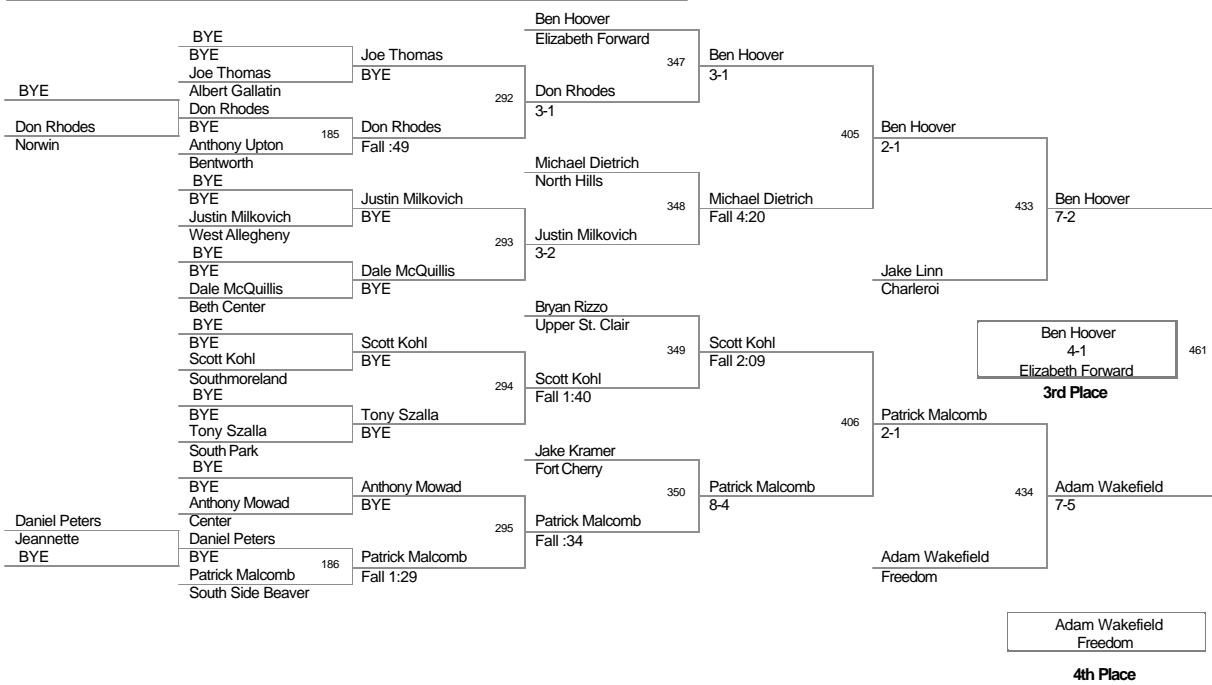 Ben Hoover
Elizabeth Forward
347
BYE
BYE
Joe Thomas
Albert Gallatin
Joe Thomas
BYE
Ben Hoover
3-1
BYE
Don Rhodes
Norwin
Don Rhodes
BYE
Anthony Upton
Bentworth
185
292
Don Rhodes
3-1
Don Rhodes
Fall :49
405
Ben Hoover
2-1
Michael Dietrich
North Hills
BYE
BYE
Justin Milkovich
West Allegheny
Justin Milkovich
BYE
348
Michael Dietrich
Fall 4:20
433
Ben Hoover
7-2
293
Justin Milkovich
3-2
BYE
BYE
Dale McQuillis
Beth Center
Dale McQuillis
BYE
Jake Linn
Charleroi
Bryan Rizzo
Upper St. Clair
BYE
BYE
Scott Kohl
Southmoreland
Scott Kohl
BYE
349
Scott Kohl
Fall 2:09
Ben Hoover
4-1
Elizabeth Forward
461
3rd Place
294
Scott Kohl
Fall 1:40
BYE
BYE
Tony Szalla
South Park
Tony Szalla
BYE
406
Patrick Malcomb
2-1
Jake Kramer
Fort Cherry
BYE
BYE
Anthony Mowad
Center
Anthony Mowad
BYE
350
Patrick Malcomb
8-4
434
Adam Wakefield
7-5
Daniel Peters
Jeannette
BYE
295
Patrick Malcomb
Fall :34
Daniel Peters
BYE
Patrick Malcomb
South Side Beaver
186
Patrick Malcomb
Fall 1:29
Adam Wakefield
Freedom
Adam Wakefield
Freedom
4th Place